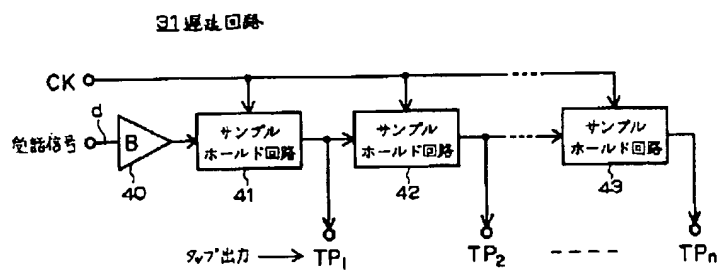 31 遅延回路
CK
受話信号
d
B
40
サンプル
ホールド回路
41
サンプル
ホールド回路
42
サンプル
ホールド回路
43
タップ出力
TP1
TP2
TPn